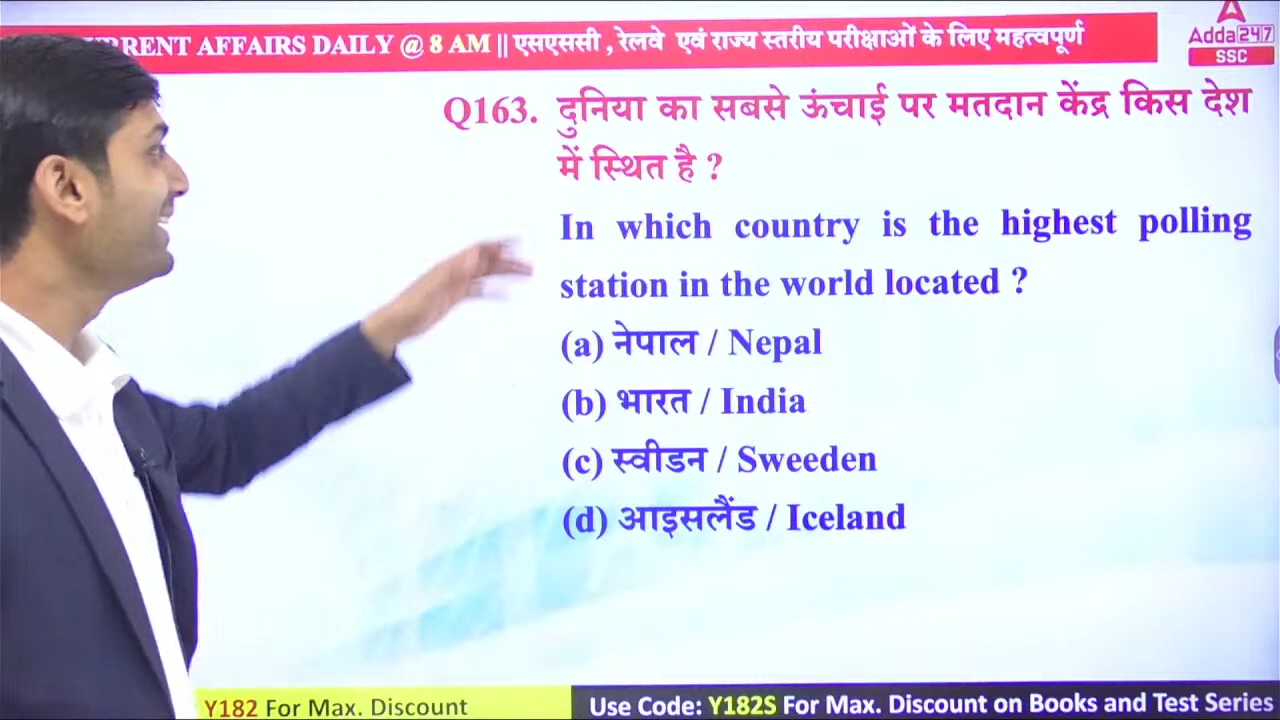 RRENT AFFAIRS DAILY @ 8 AM || एसएससी , रेलवे एवं राज्य स्तरीय परीक्षाओं के लिए महत्वपूर्ण
Adda247
SSC
Q163. दुनिया का सबसे ऊंचाई पर मतदान केंद्र किस देश
में स्थित है ?
In which country is the highest polling
station in the world located ?
(a) नेपाल / Nepal
(b) भारत / India
(c) स्वीडन / Sweeden
(d) आइसलैंड / Iceland
Y182 For Max. Discount
Use Code: Y182S For Max. Discount on Books and Test Series